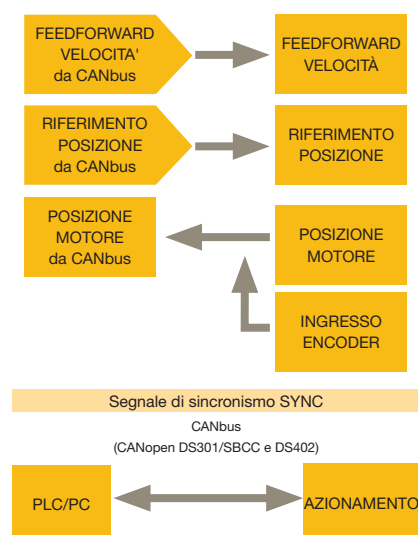 FEEDFORWARD
VELOCITA'
da CANbus
FEEDFORWARD
VELOCITÀ
RIFERIMENTO
POSIZIONE
da CANbus
RIFERIMENTO
POSIZIONE
POSIZIONE
MOTORE
da CANbus
POSIZIONE
MOTORE
INGRESSO
ENCODER
Segnale di sincronismo SYNC
CANbus
(CANopen DS301/SBCC e DS402)
PLC/PC
AZIONAMENTO